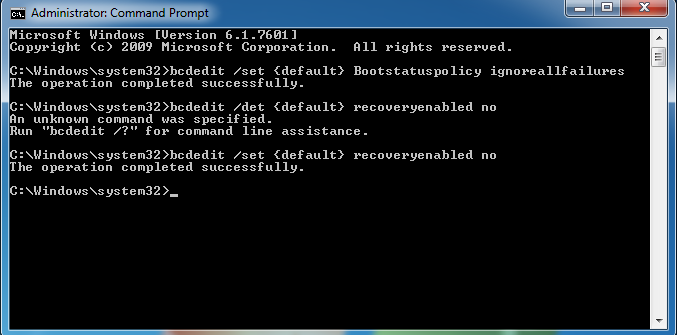 Administrator: Command Prompt
Microsoft Windows [Version 6.1.7601]
Copyright (c) 2009 Microsoft Corporation.  All rights reserved.
C:\Windows\system32>bcdedit /set {default} Bootstatuspolicy ignoreallfailures
The operation completed successfully.
C:\Windows\system32>bcdedit /det {default} recoveryenabled no
An unknown command was specified.
Run "bcdedit /?" for command line assistance.
C:\Windows\system32>bcdedit /set {default} recoveryenabled no
The operation completed successfully.
C:\Windows\system32>_